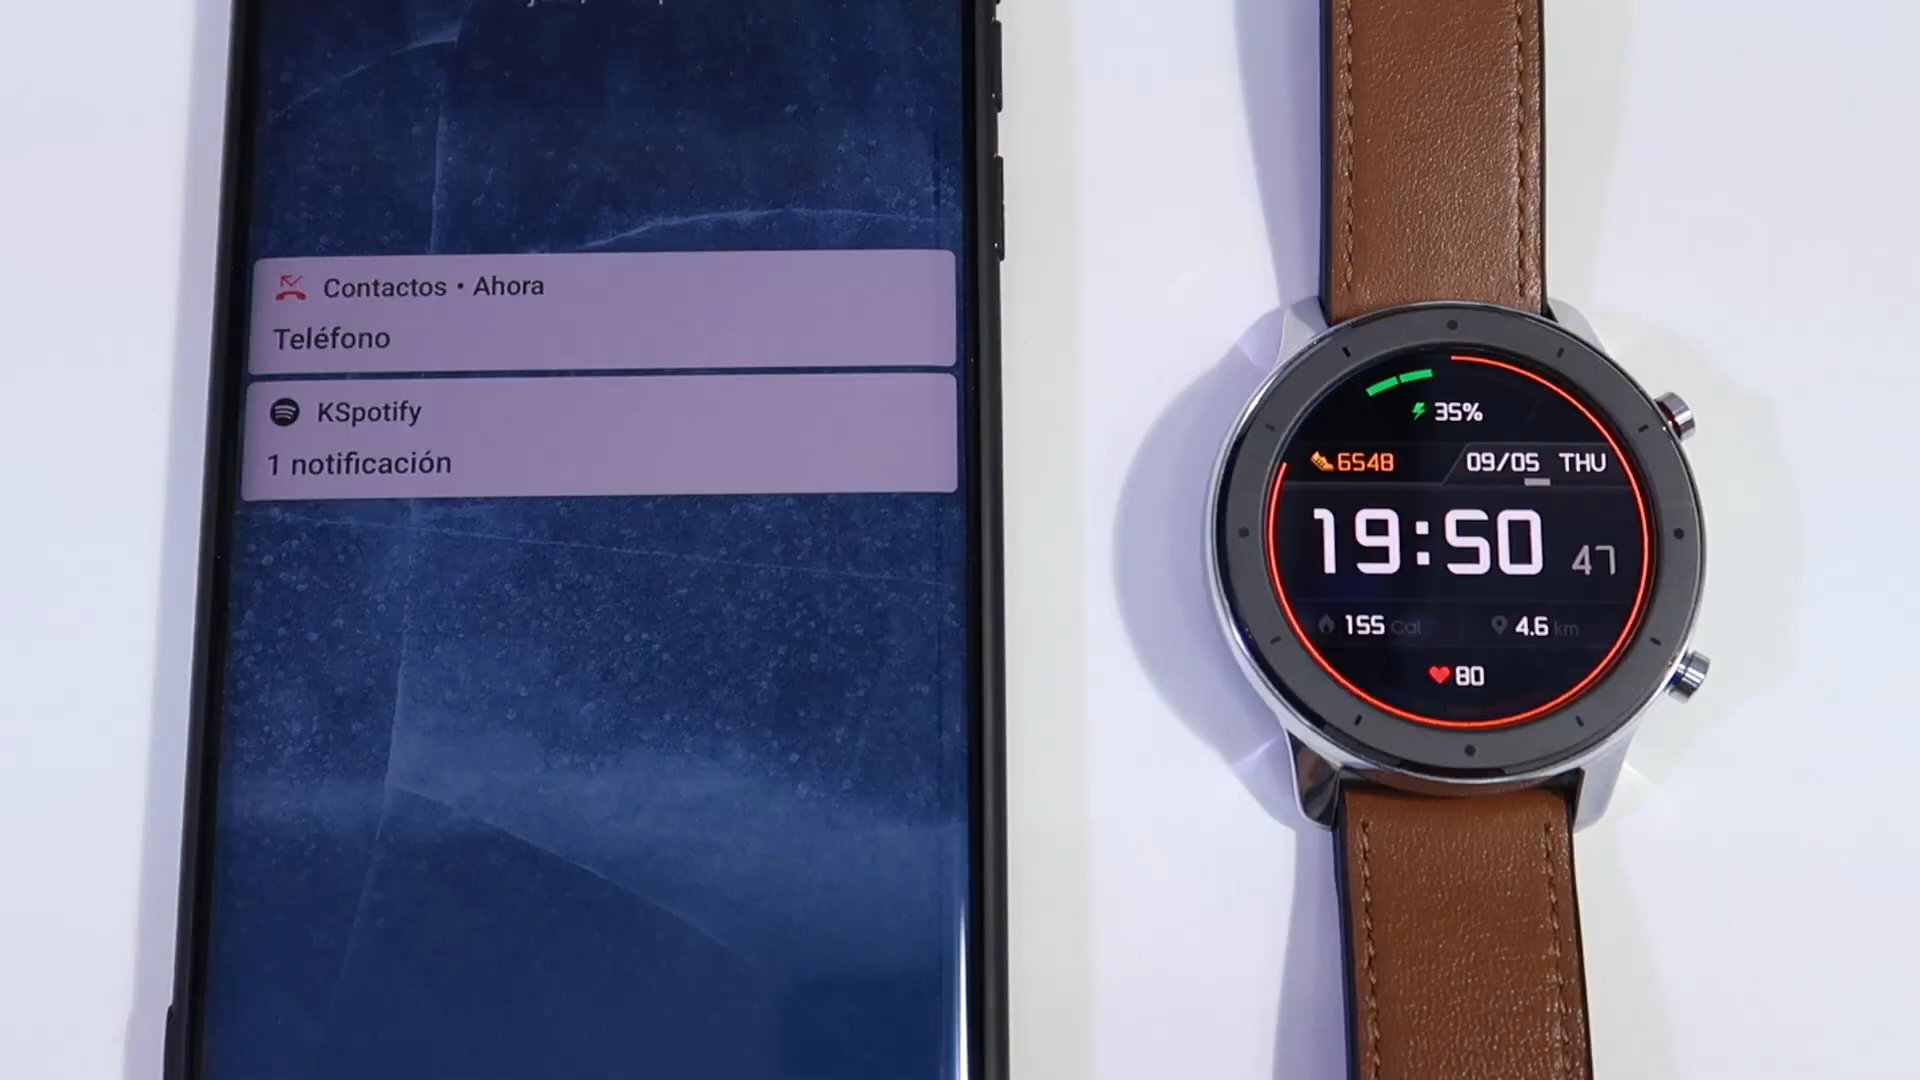 Contactos • Ahora
Teléfono
KSpotify
1 notificación
35%
6548 09/05 THU
19:50 47
155 Cal 4.6 km
80